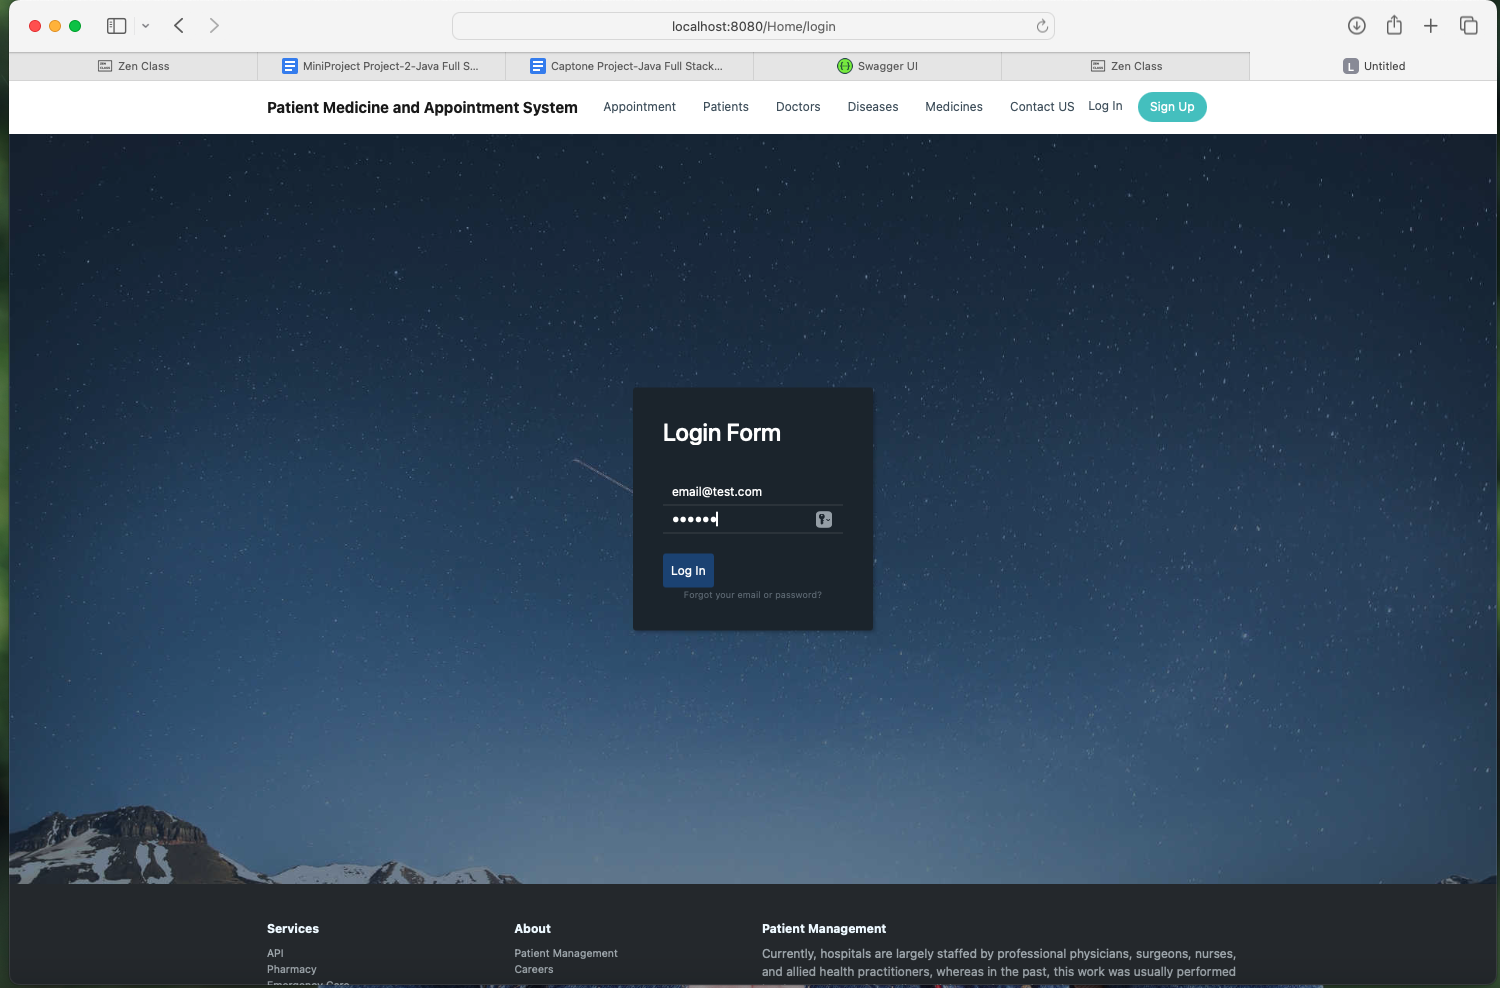 localhost:8080/Home/login
Zen Class
MiniProject Project-2-Java Full S...
Captone Project-Java Full Stack...
Swagger UI
Zen Class
L Untitled
Patient Medicine and Appointment System
Appointment
Patients
Doctors
Diseases
Medicines
Contact US
Log In
Sign Up
Login Form
email@test.com
Log In
Forgot your email or password?
Services
About
Patient Management
API
Patient Management
Currently, hospitals are largely staffed by professional physicians, surgeons, nurses,
Pharmacy
Careers
and allied health practitioners, whereas in the past, this work was usually performed
Emergency Care